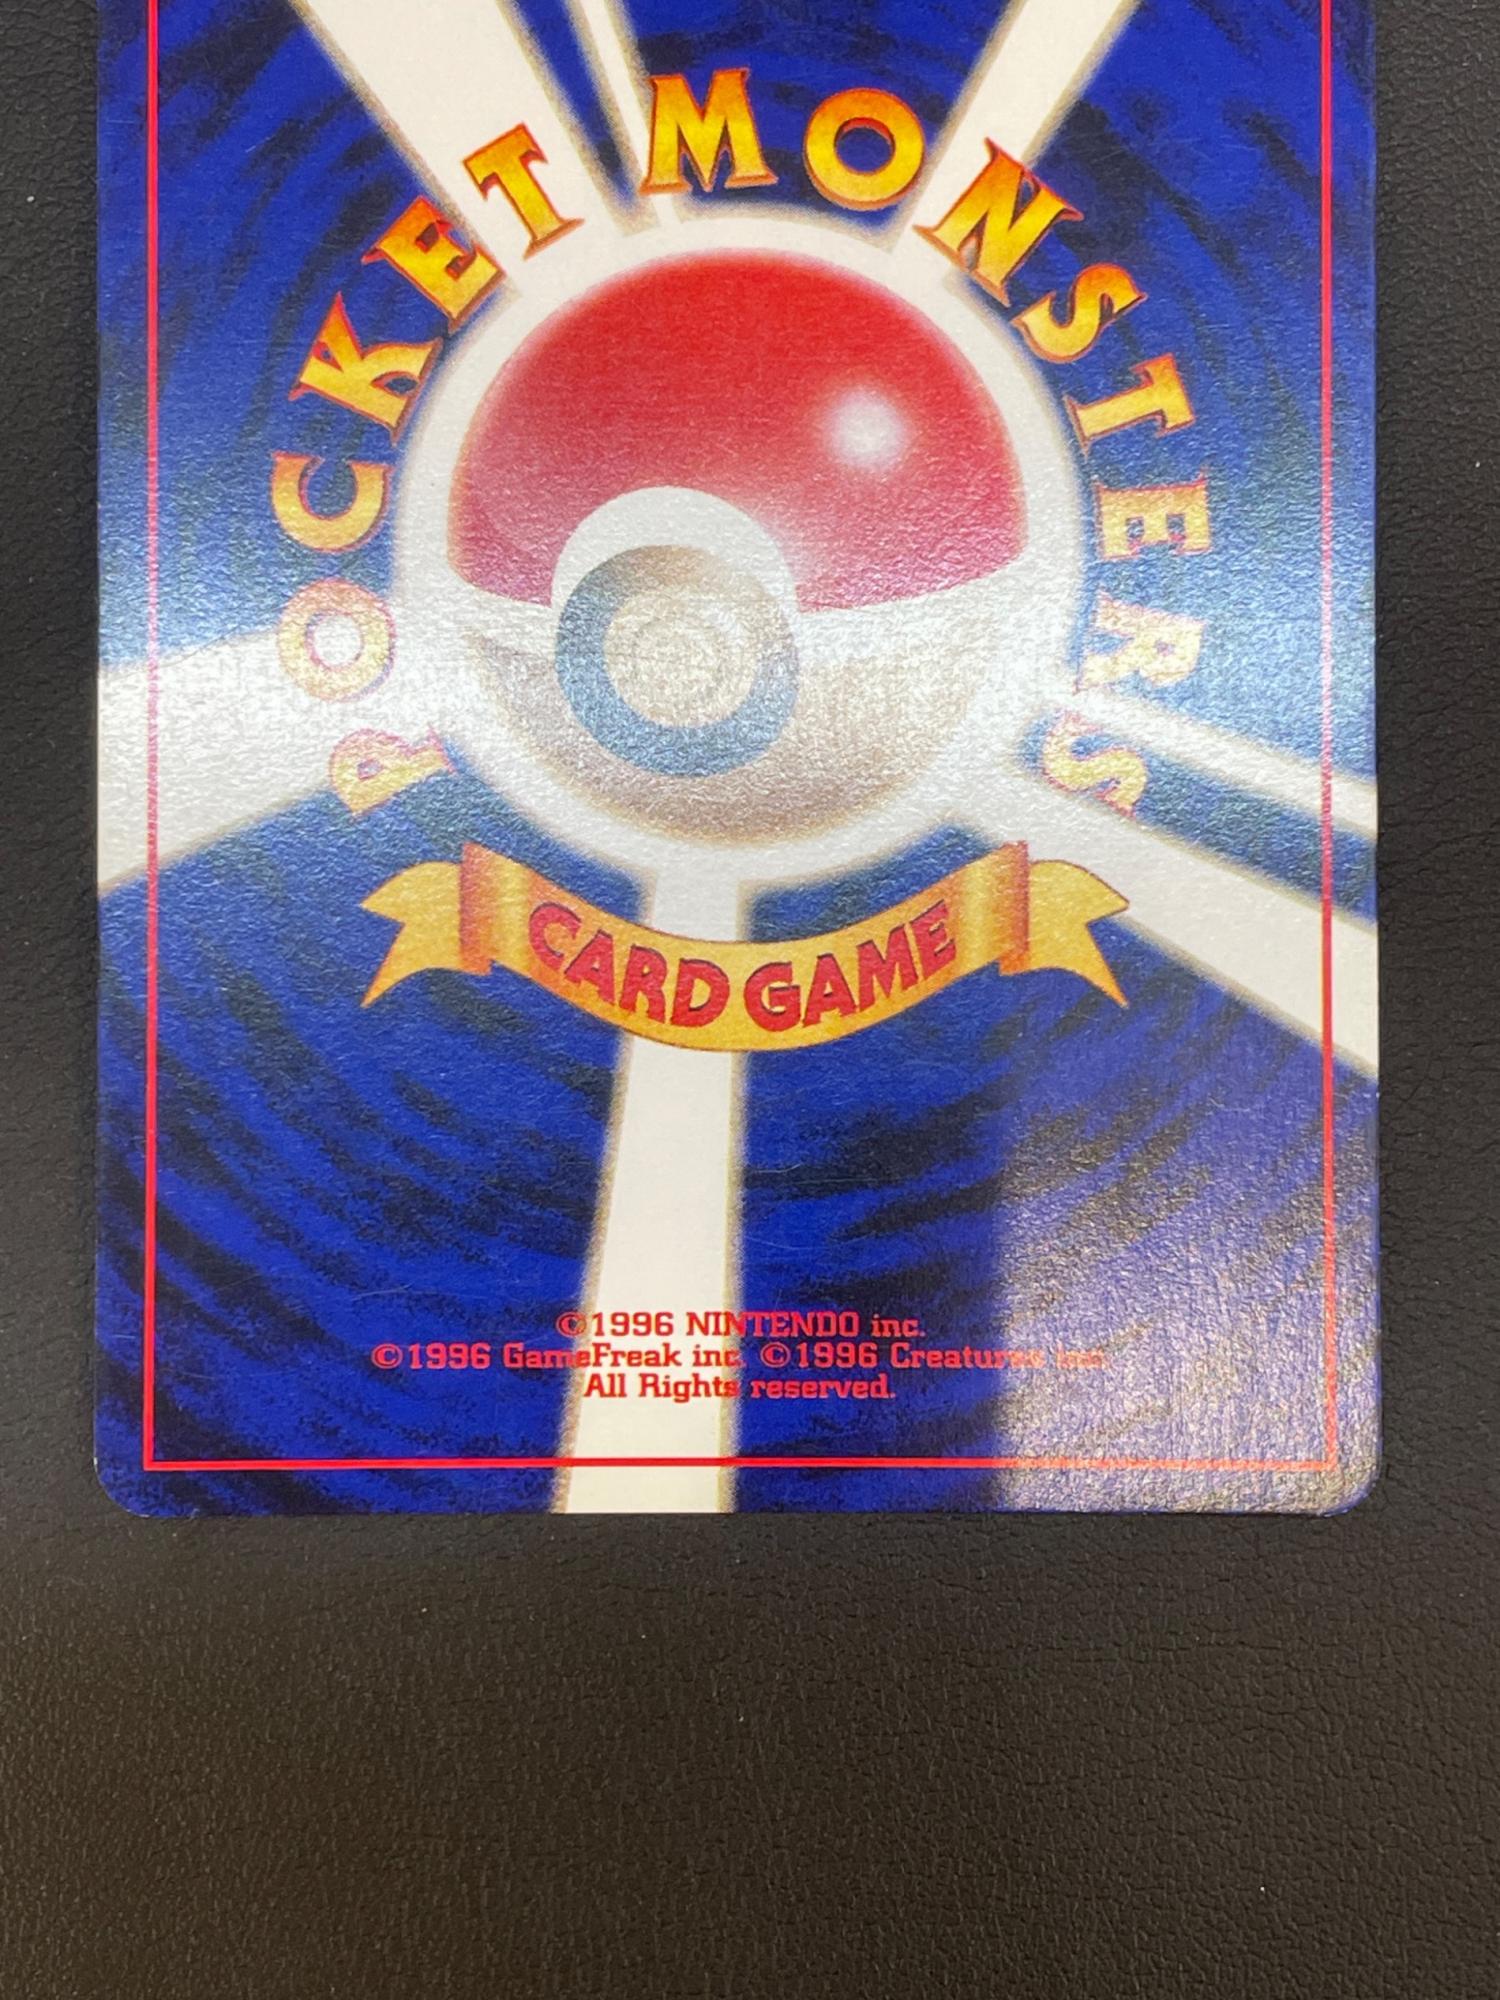 POCKET MONSTERS
CARD GAME
©1996 NINTENDO inc.
©1996 GameFreak inc. ©1996 Creatures inc.
All Rights reserved.